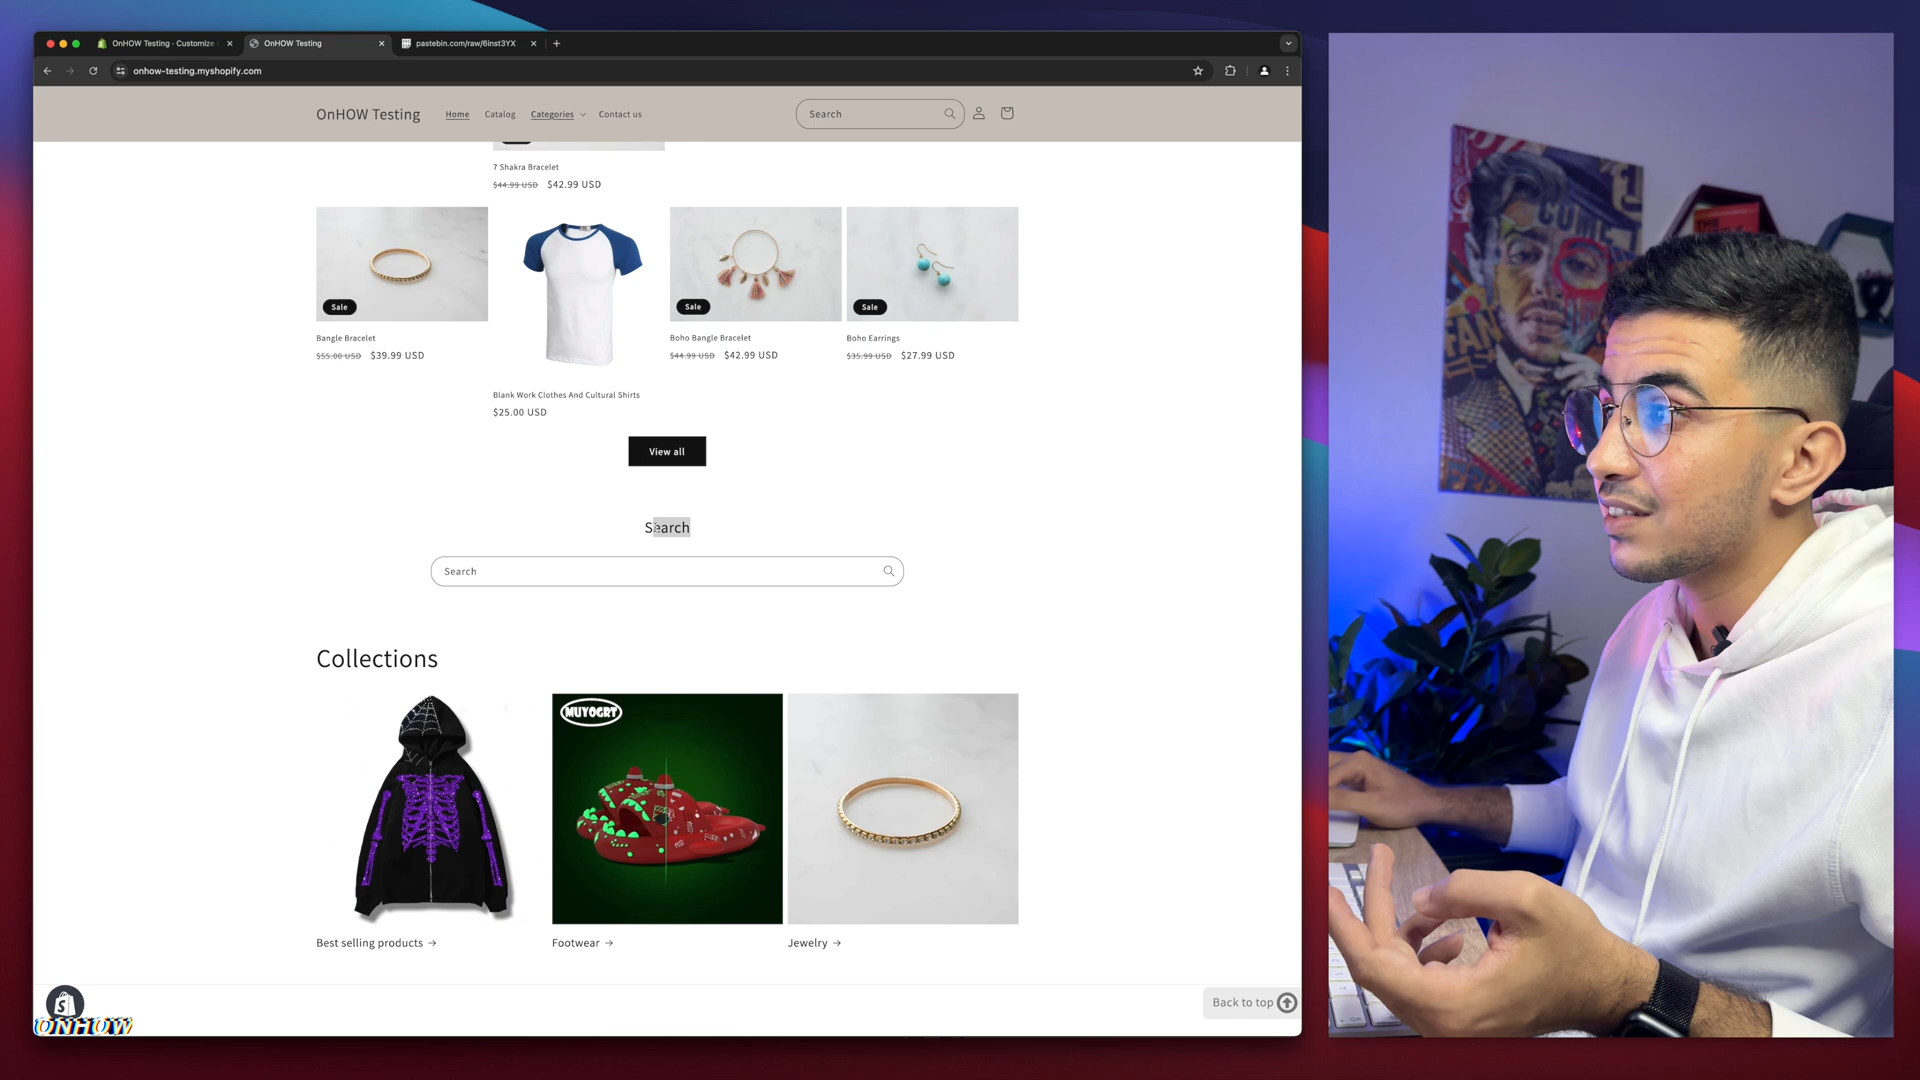 OnHOW Testing - Customize
OnHOW Testing
pastebin.com/raw/6inst3YX
onhow-testing.myshopify.com
OnHOW Testing
Home
Catalog
Categories
Contact us
Search
7 Shakra Bracelet
$44.99 USD $42.99 USD
Sale
Sale
Sale
Bangle Bracelet
$55.00 USD $39.99 USD
Boho Bangle Bracelet
$44.99 USD $42.99 USD
Boho Earrings
$35.99 USD $27.99 USD
Blank Work Clothes And Cultural Shirts
$25.00 USD
View all
Search
Search
Collections
MUYOGRT
Best selling products →
Footwear →
Jewelry →
Back to top
S
ONHOW